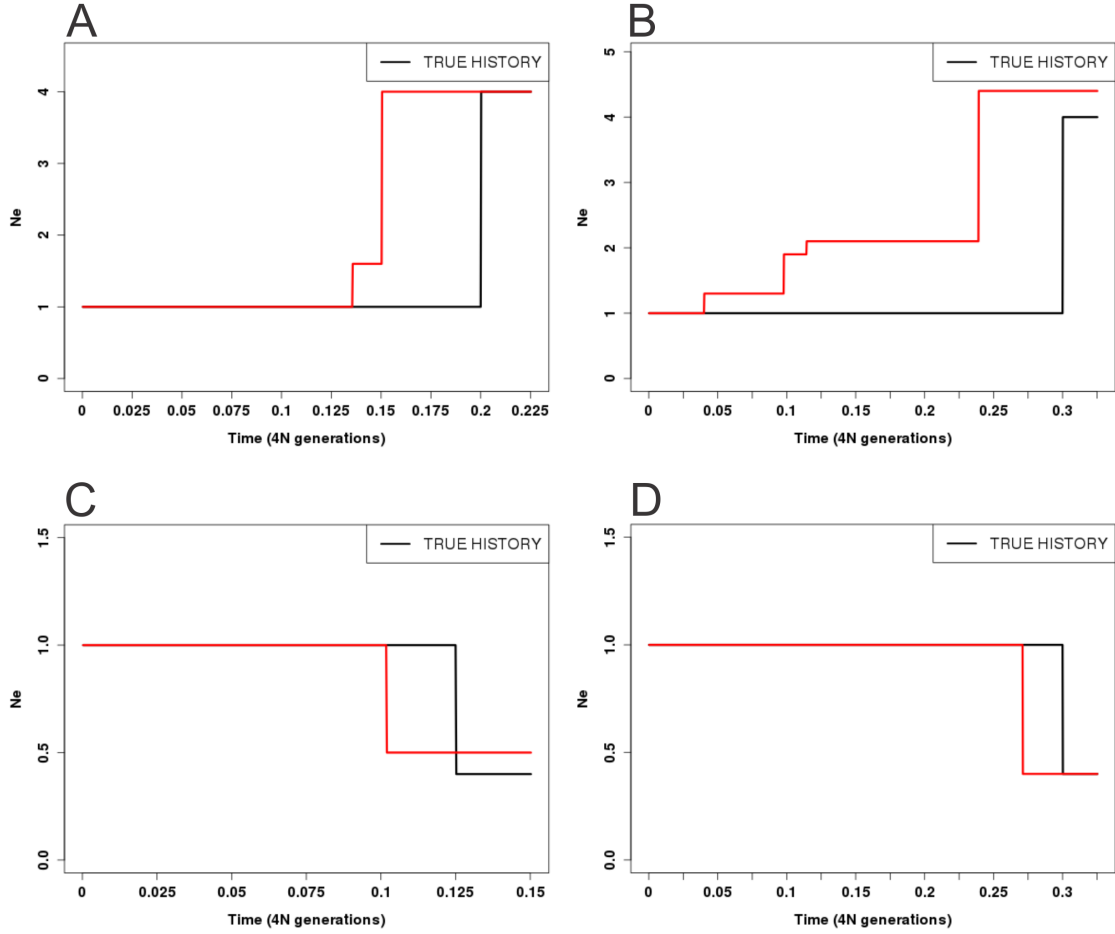 A
TRUE HISTORY
Ne
4
3
2
1
0
0 0.025 0.05 0.075 0.1 0.125 0.15 0.175 0.2 0.225
Time (4N generations)
B
TRUE HISTORY
Ne
5
4
3
2
1
0
0 0.05 0.1 0.15 0.2 0.25 0.3
Time (4N generations)
C
TRUE HISTORY
Ne
1.5
1.0
0.5
0.0
0 0.025 0.05 0.075 0.1 0.125 0.15
Time (4N generations)
D
TRUE HISTORY
Ne
1.5
1.0
0.5
0.0
0 0.05 0.1 0.15 0.2 0.25 0.3
Time (4N generations)